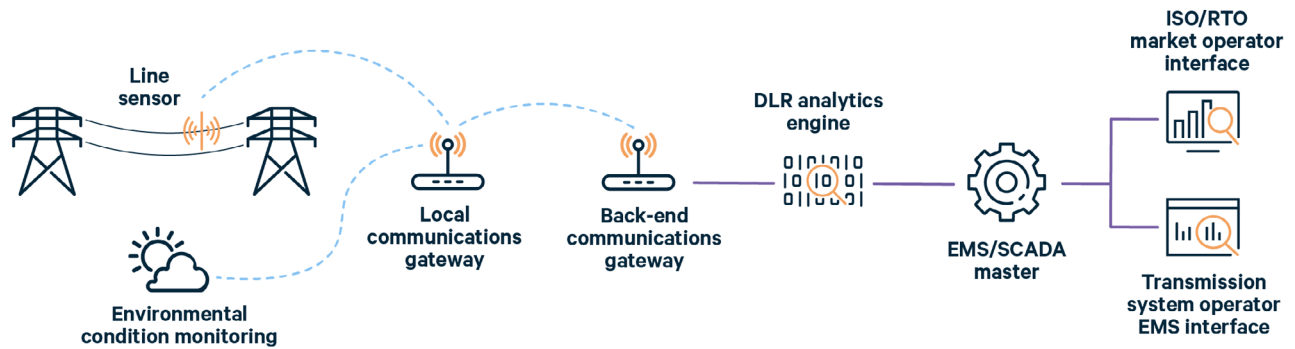 Line
sensor
Environmental
condition monitoring
Local
communications
gateway
Back-end
communications
gateway
DLR analytics
engine
EMS/SCADA
master
ISO/RTO
market operator
interface
Transmission
system operator
EMS interface